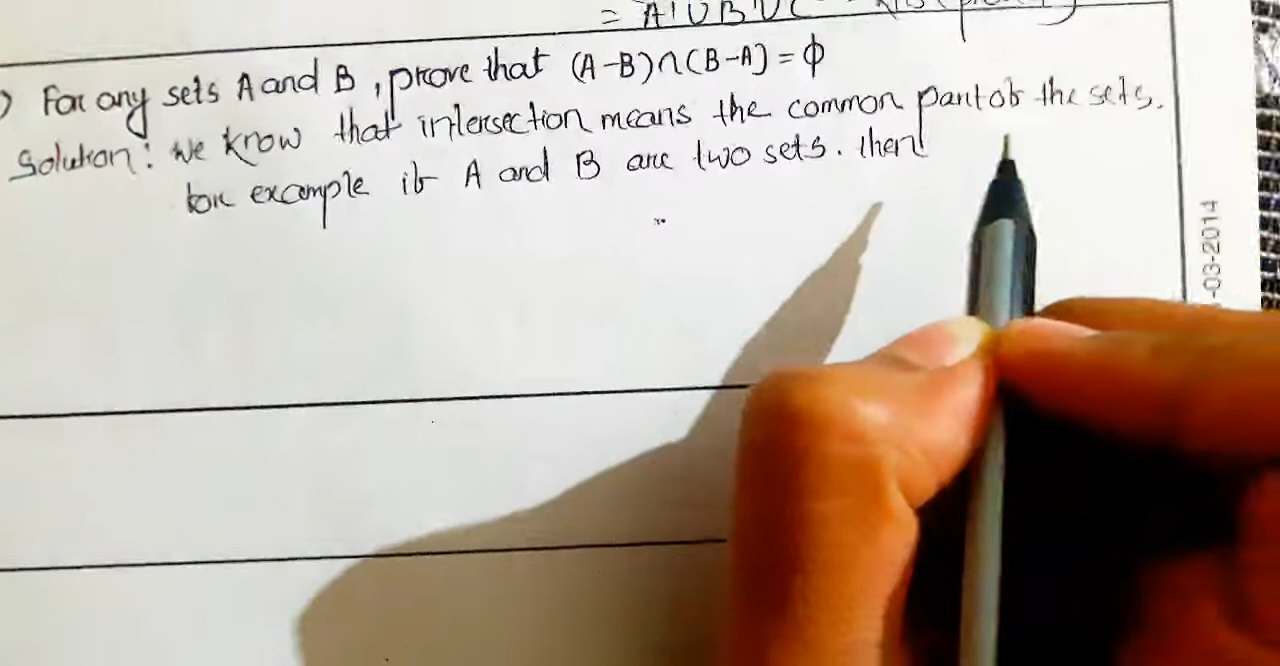 = A' U B' U C'
) For any sets A and B, prove that (A-B)∩(B-A) = ϕ
Solution: We know that intersection means the common part of the sets.
for example if A and B are two sets. Then
-03-2014